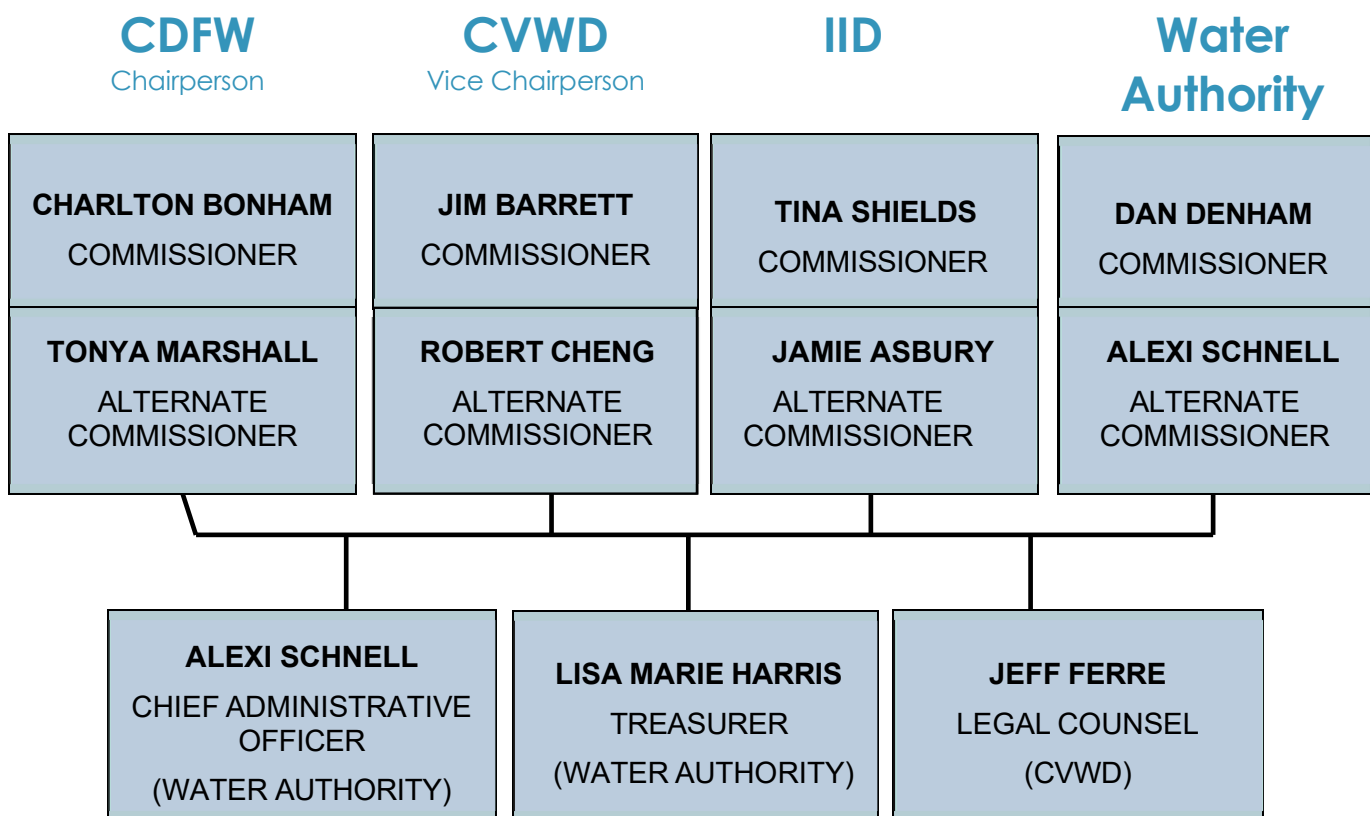 CDFW
Chairperson
CVWD
Vice Chairperson
IID
Water
Authority
CHARLTON BONHAM
COMMISSIONER
JIM BARRETT
COMMISSIONER
TINA SHIELDS
COMMISSIONER
DAN DENHAM
COMMISSIONER
TONYA MARSHALL
ALTERNATE
COMMISSIONER
ROBERT CHENG
ALTERNATE
COMMISSIONER
JAMIE ASBURY
ALTERNATE
COMMISSIONER
ALEXI SCHNELL
ALTERNATE
COMMISSIONER
ALEXI SCHNELL
CHIEF ADMINISTRATIVE
OFFICER
(WATER AUTHORITY)
LISA MARIE HARRIS
TREASURER
(WATER AUTHORITY)
JEFF FERRE
LEGAL COUNSEL
(CVWD)